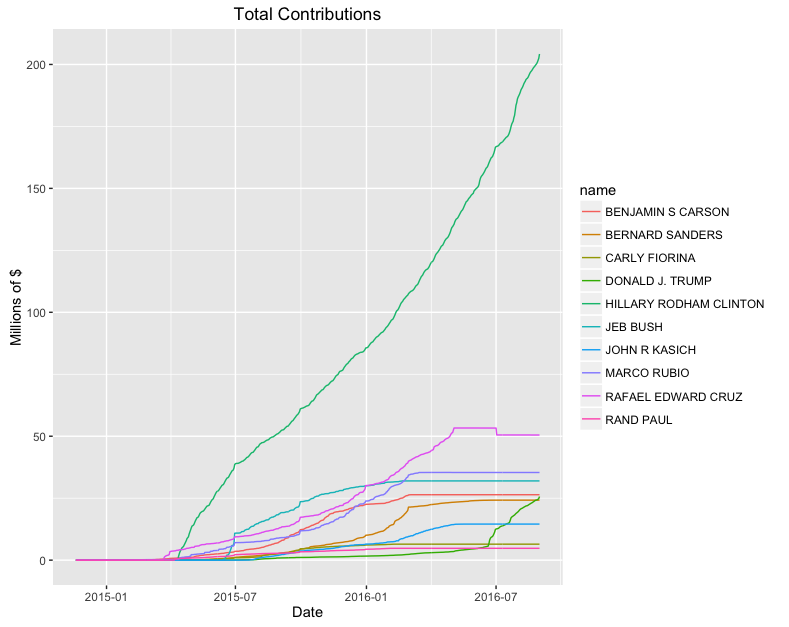 Total Contributions
Millions of $
200
150
100
50
0
2015-01 2015-07 2016-01 2016-07
Date
name
BENJAMIN S CARSON
BERNARD SANDERS
CARLY FIORINA
DONALD J. TRUMP
HILLARY RODHAM CLINTON
JEB BUSH
JOHN R KASICH
MARCO RUBIO
RAFAEL EDWARD CRUZ
RAND PAUL